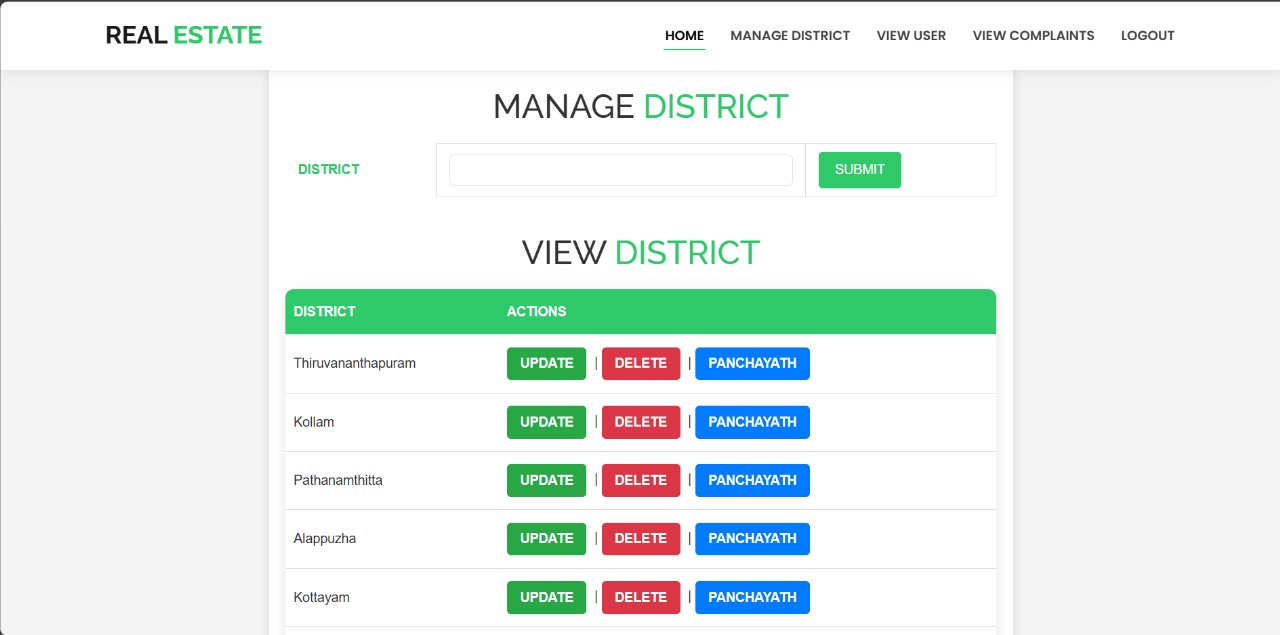 REAL ESTATE
HOME MANAGE DISTRICT VIEW USER VIEW COMPLAINTS LOGOUT
MANAGE DISTRICT
DISTRICT SUBMIT
VIEW DISTRICT
DISTRICT ACTIONS
Thiruvananthapuram UPDATE | DELETE | PANCHAYATH
Kollam UPDATE | DELETE | PANCHAYATH
Pathanamthitta UPDATE | DELETE | PANCHAYATH
Alappuzha UPDATE | DELETE | PANCHAYATH
Kottayam UPDATE | DELETE | PANCHAYATH